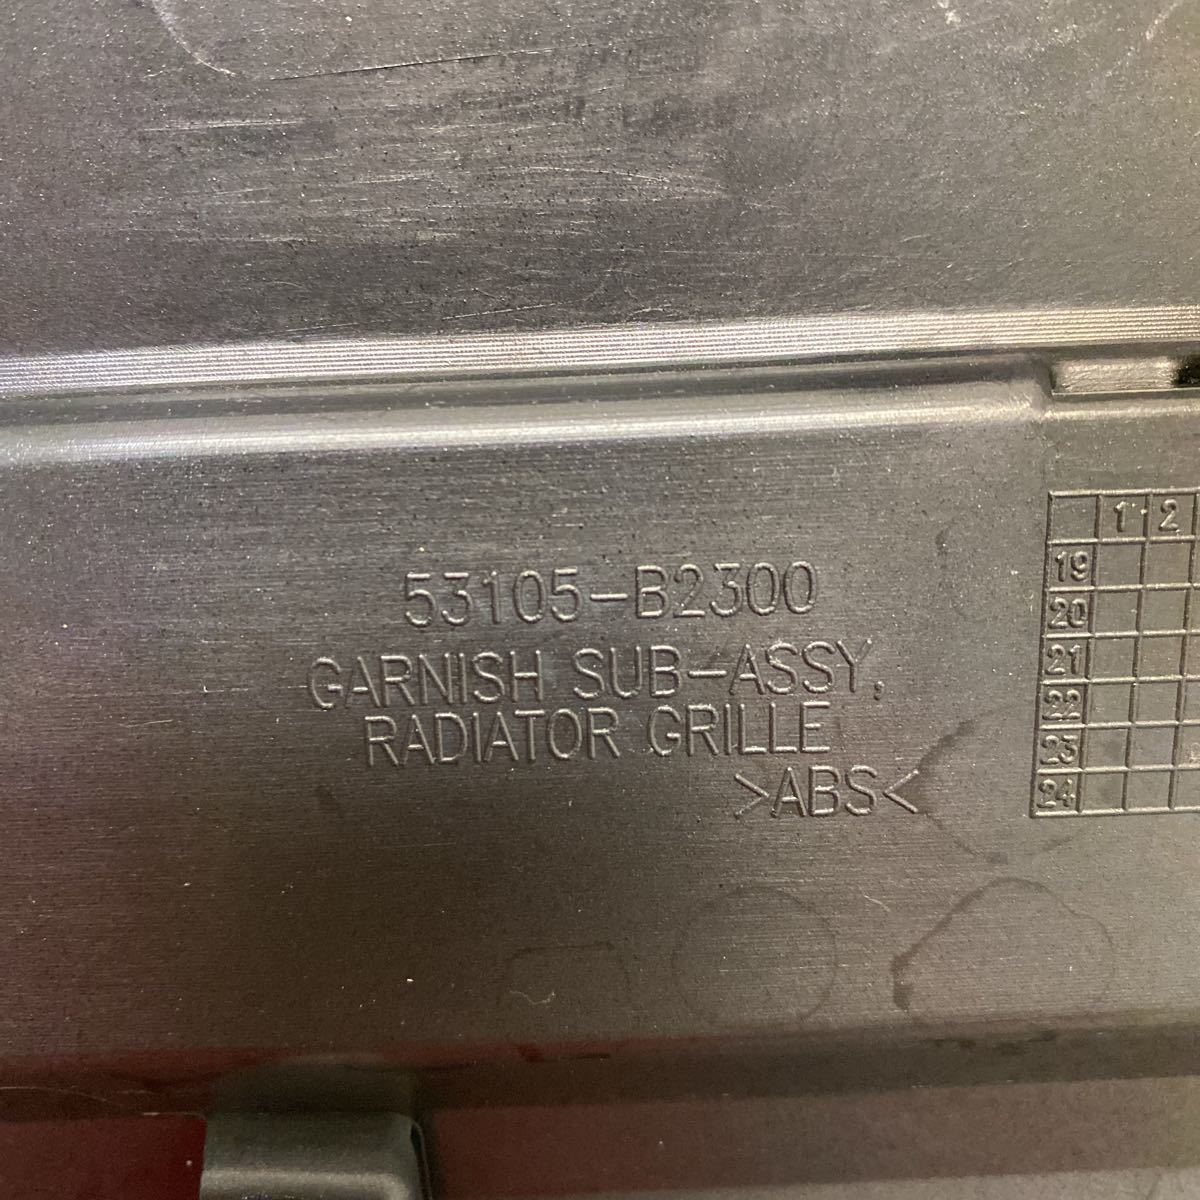 53105-B2300
GARNISH SUB-ASSY,
RADIATOR GRILLE
>ABS<
1 2
19
20
21
22
23
24